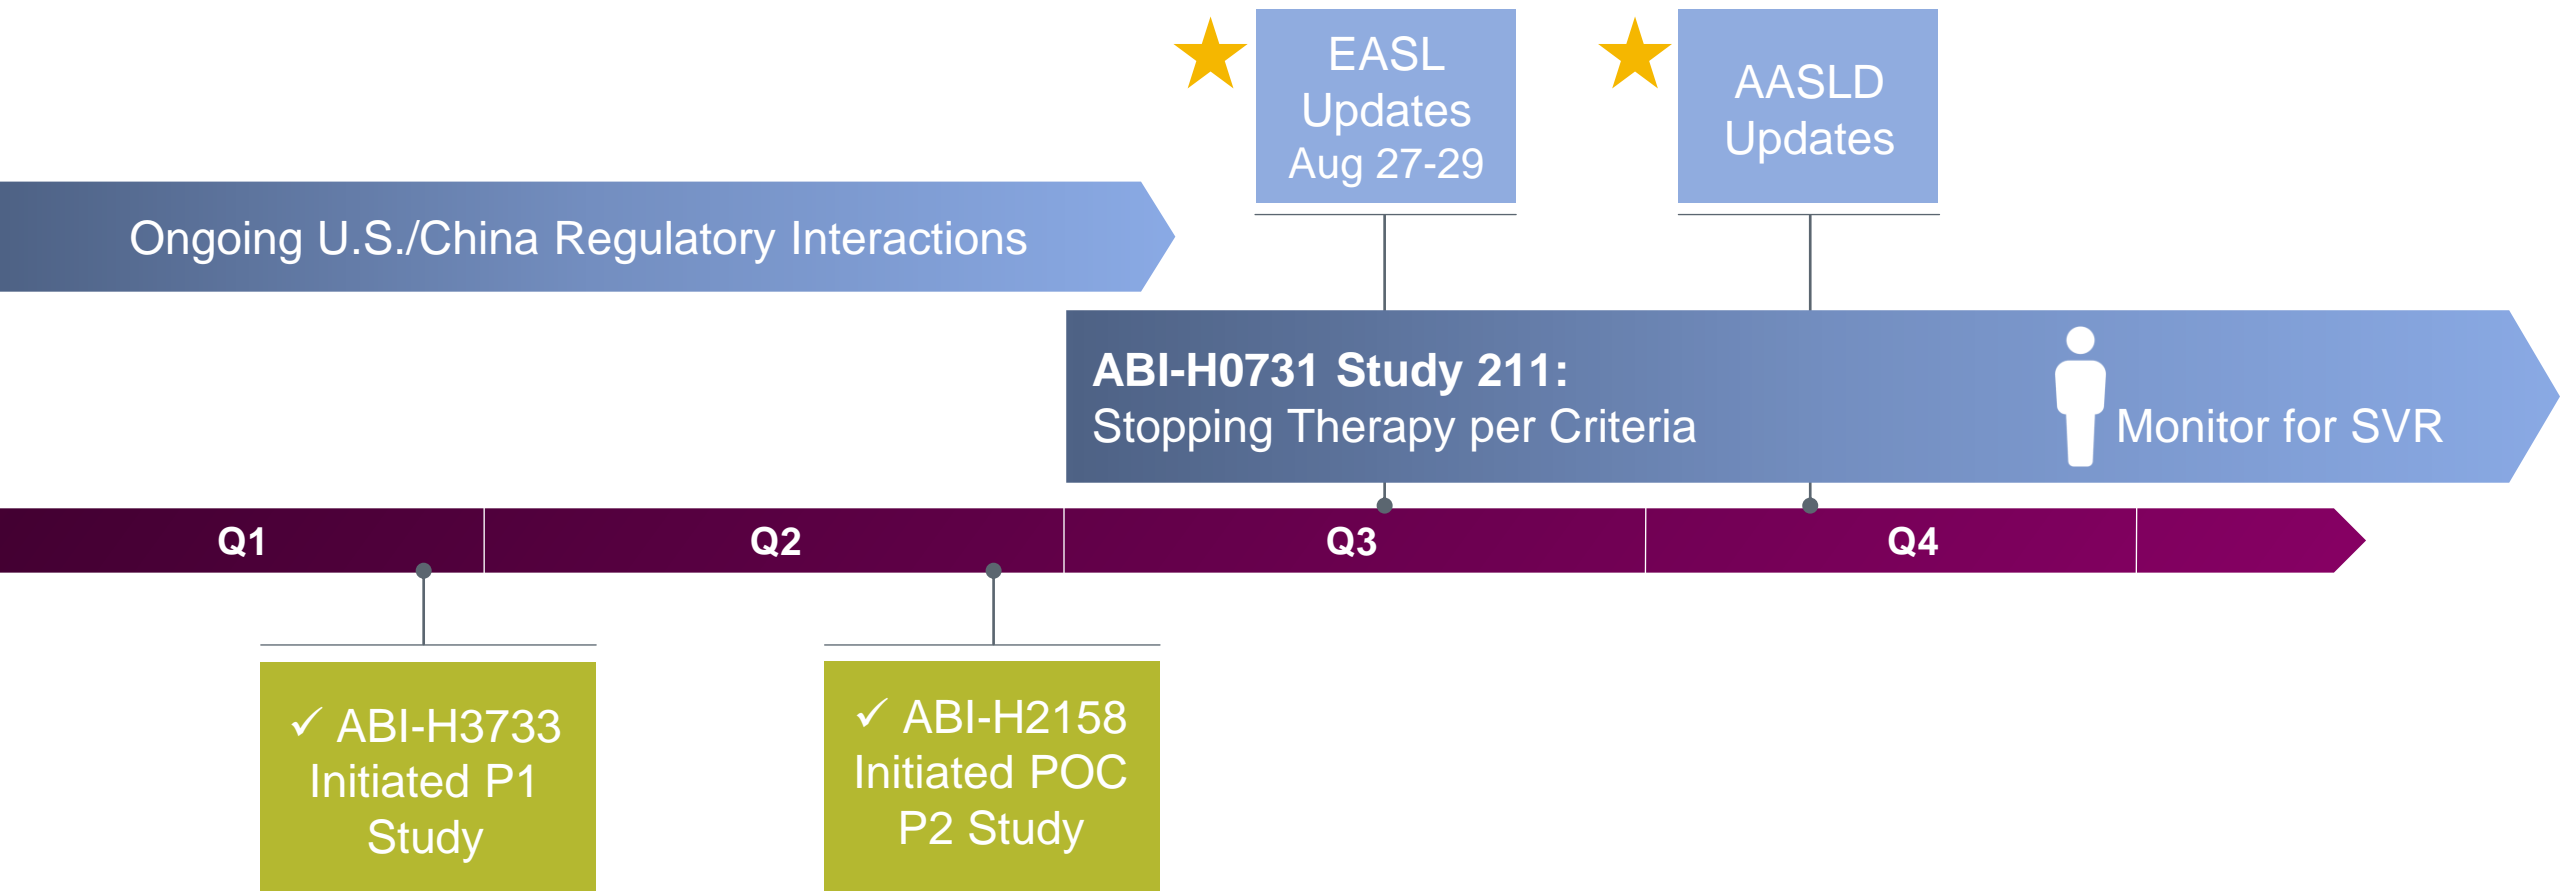 EASL
Updates
Aug 27-29
AASLD
Updates
Ongoing U.S./China Regulatory Interactions
ABI-H0731 Study 211:
Stopping Therapy per Criteria
Monitor for SVR
Q1
Q2
Q3
Q4
✓ ABI-H3733
Initiated P1
Study
✓ ABI-H2158
Initiated POC
P2 Study